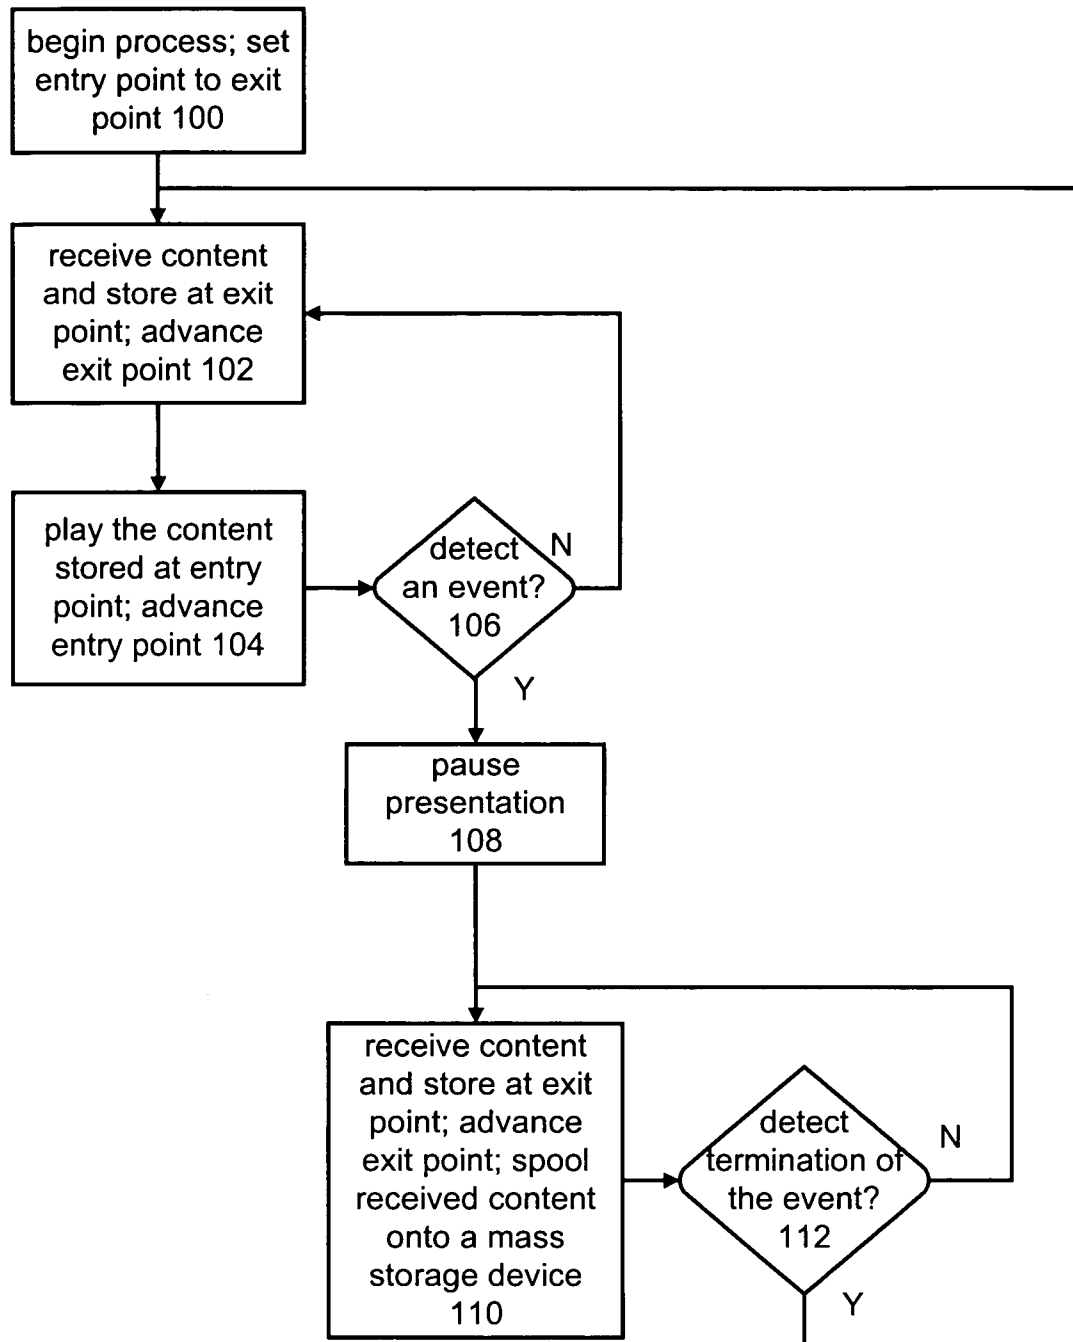 begin process; set
entry point to exit
point 100
receive content
and store at exit
point; advance
exit point 102
play the content
stored at entry
point; advance
entry point 104
detect
an event?
106
N
Y
pause
presentation
108
receive content
and store at exit
point; advance
exit point; spool
received content
onto a mass
storage device
110
detect
termination of
the event?
112
N
Y